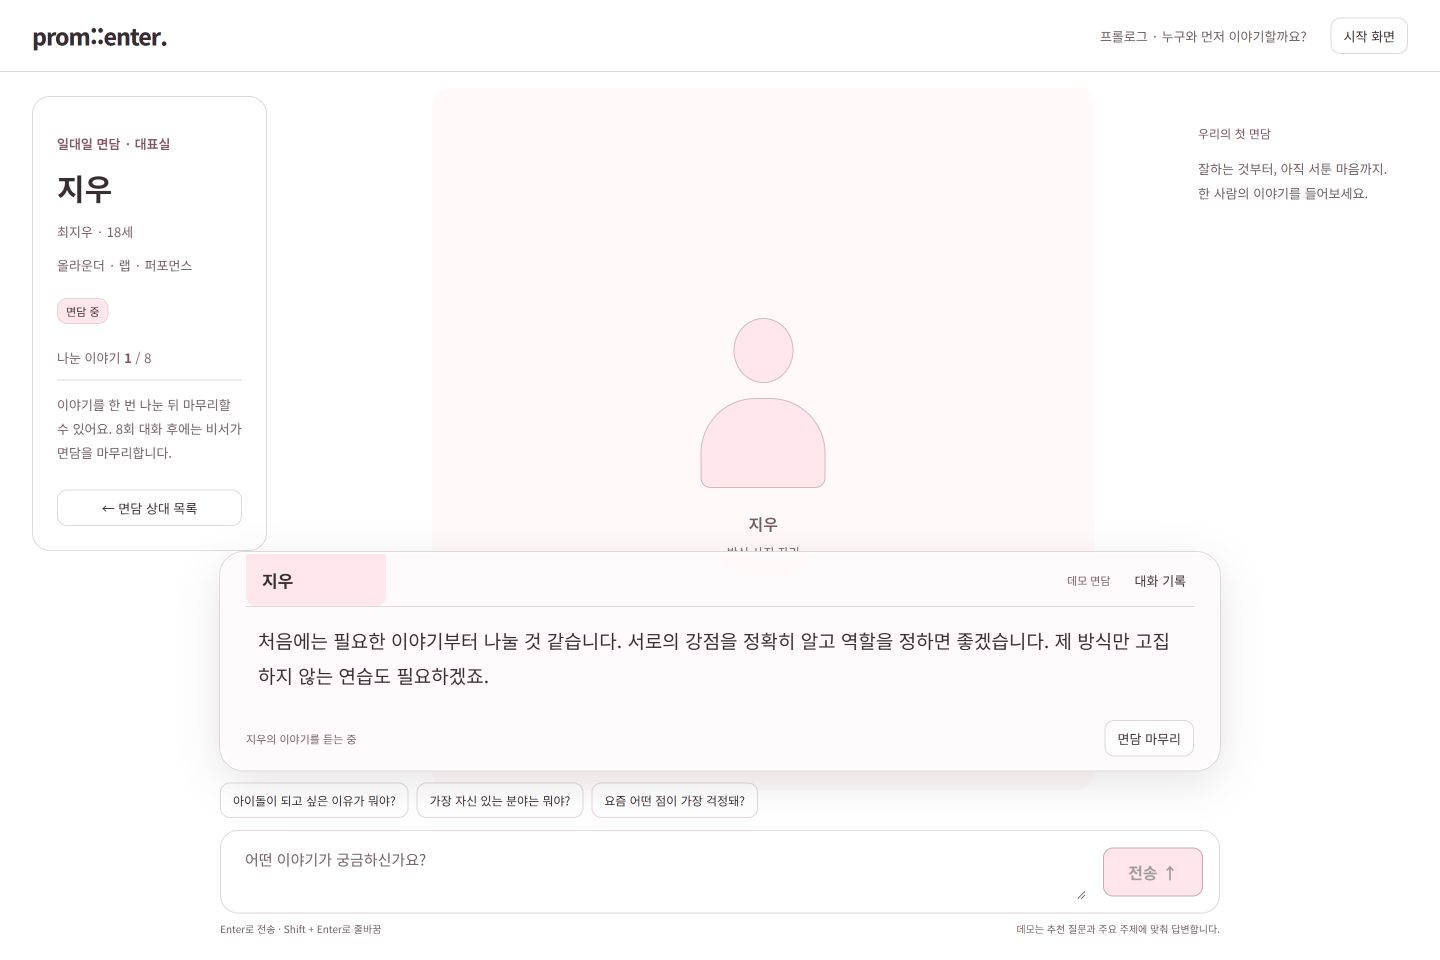 prom::enter.
프롤로그 · 누구와 먼저 이야기할까요?
시작 화면
일대일 면담 · 대표실
지우
최지우 · 18세
올라운더 · 랩 · 퍼포먼스
면담 중
나눈 이야기 1 / 8
이야기를 한 번 나눈 뒤 마무리할
수 있어요. 8회 대화 후에는 비서가
면담을 마무리합니다.
← 면담 상대 목록
우리의 첫 면담
잘하는 것부터, 아직 서툰 마음까지.
한 사람의 이야기를 들어보세요.
지우
지우
데모 면담
대화 기록
처음에는 필요한 이야기부터 나눌 것 같습니다. 서로의 강점을 정확히 알고 역할을 정하면 좋겠습니다. 제 방식만 고집
하지 않는 연습도 필요하겠죠.
지우의 이야기를 듣는 중
면담 마무리
아이돌이 되고 싶은 이유가 뭐야?
가장 자신 있는 분야는 뭐야?
요즘 어떤 점이 가장 걱정돼?
어떤 이야기가 궁금하신가요?
전송 ↑
Enter로 전송 · Shift + Enter로 줄바꿈
데모는 추천 질문과 주요 주제에 맞춰 답변합니다.